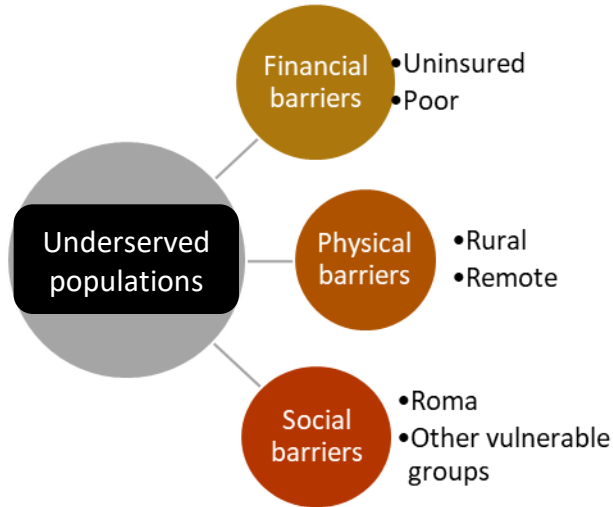 Financial
barriers
•Uninsured
•Poor
Underserved
populations
Physical
barriers
•Rural
•Remote
Social
barriers
•Roma
•Other vulnerable
groups